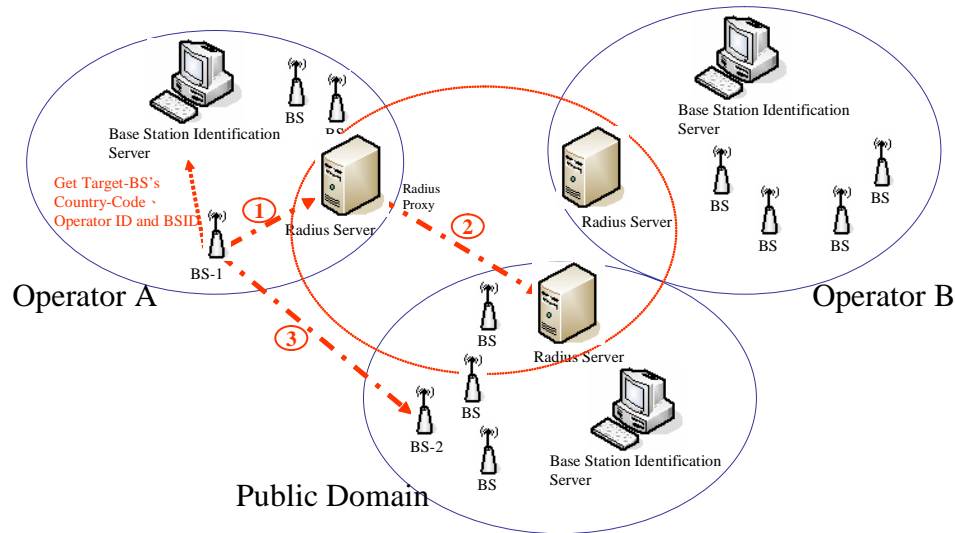 BS
BS
Base Station Identification
Server
Base Station Identification
Server
Get Target-BS's
Country-Code、
Operator ID and BSID
1
Radius
Proxy
Radius Server
2
Radius Server
BS
BS
BS
BS
BS-1
Operator A
Operator B
3
BS
Radius Server
BS
BS-2
BS
Base Station Identification
Server
Public Domain